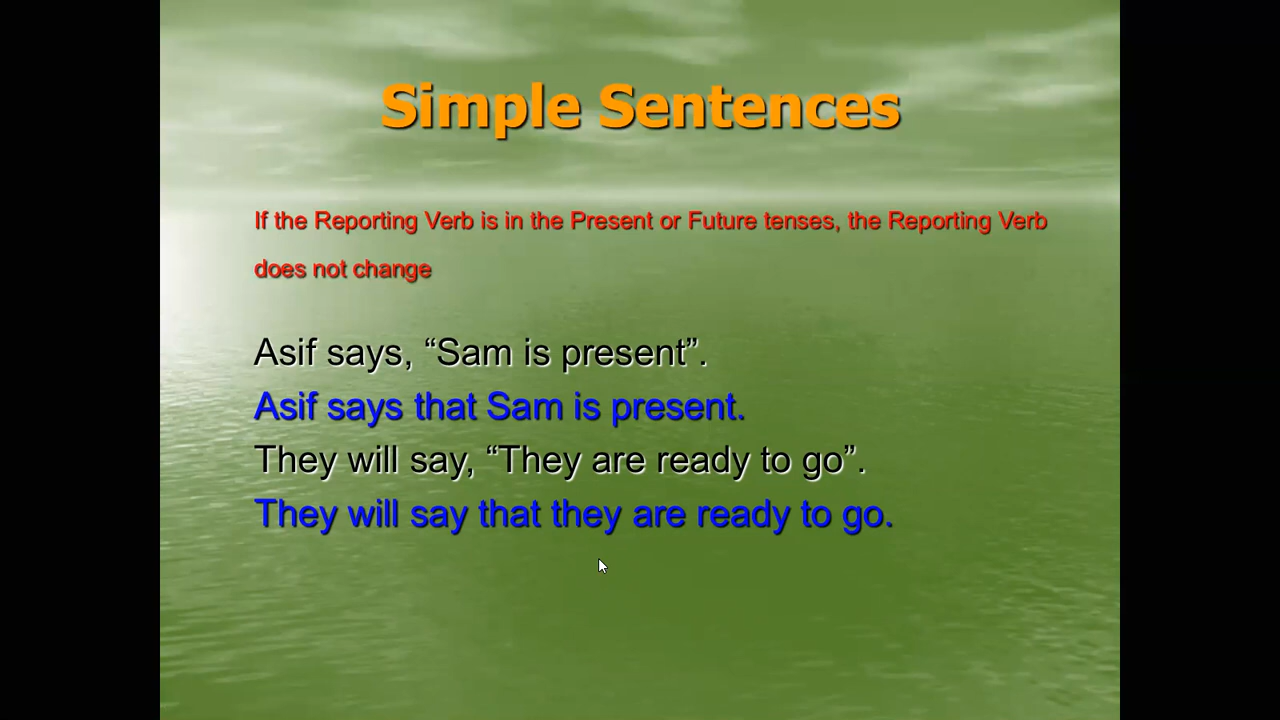 Simple Sentences
If the Reporting Verb is in the Present or Future tenses, the Reporting Verb
does not change
Asif says, “Sam is present”.
Asif says that Sam is present.
They will say, “They are ready to go”.
They will say that they are ready to go.